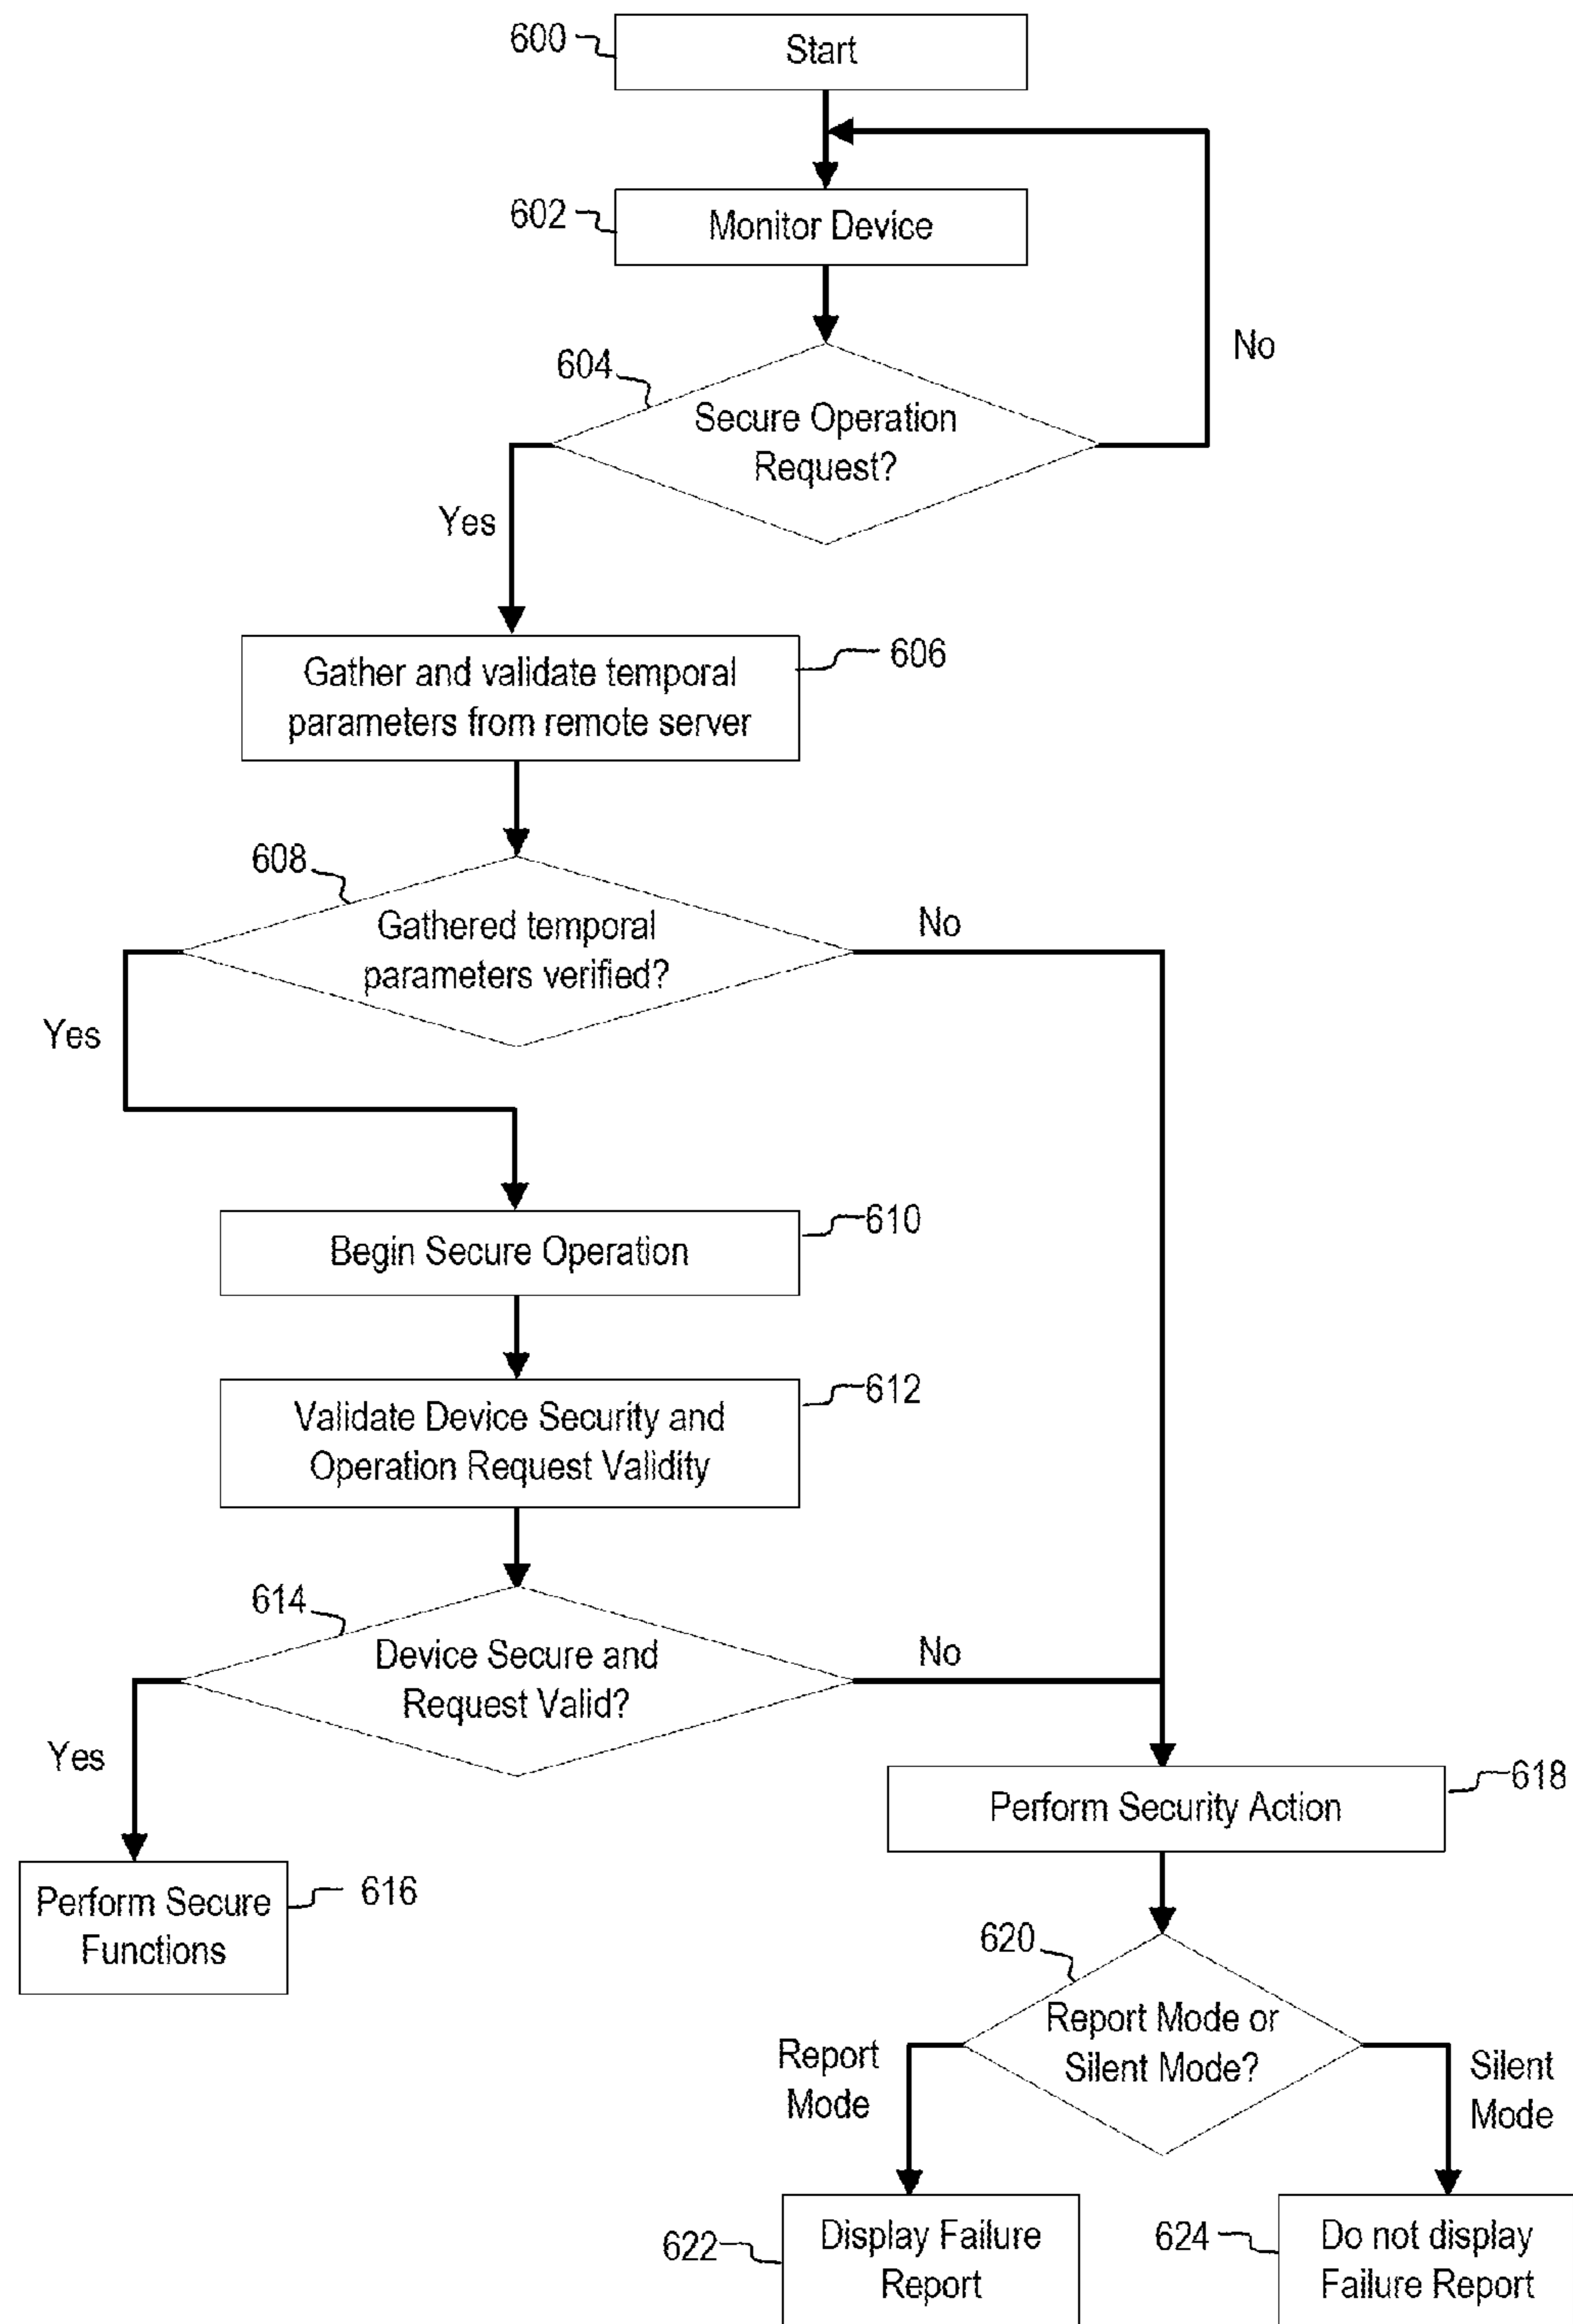 600
Start
602
Monitor Device
604
Secure Operation
Request?
No
Yes
Gather and validate temporal
parameters from remote server
606
608
Gathered temporal
parameters verified?
No
Yes
Begin Secure Operation
610
Validate Device Security and
Operation Request Validity
612
614
Device Secure and
Request Valid?
No
Yes
Perform Secure
Functions
616
Perform Security Action
618
620
Report Mode or
Silent Mode?
Report
Mode
Silent
Mode
622
Display Failure
Report
624
Do not display
Failure Report